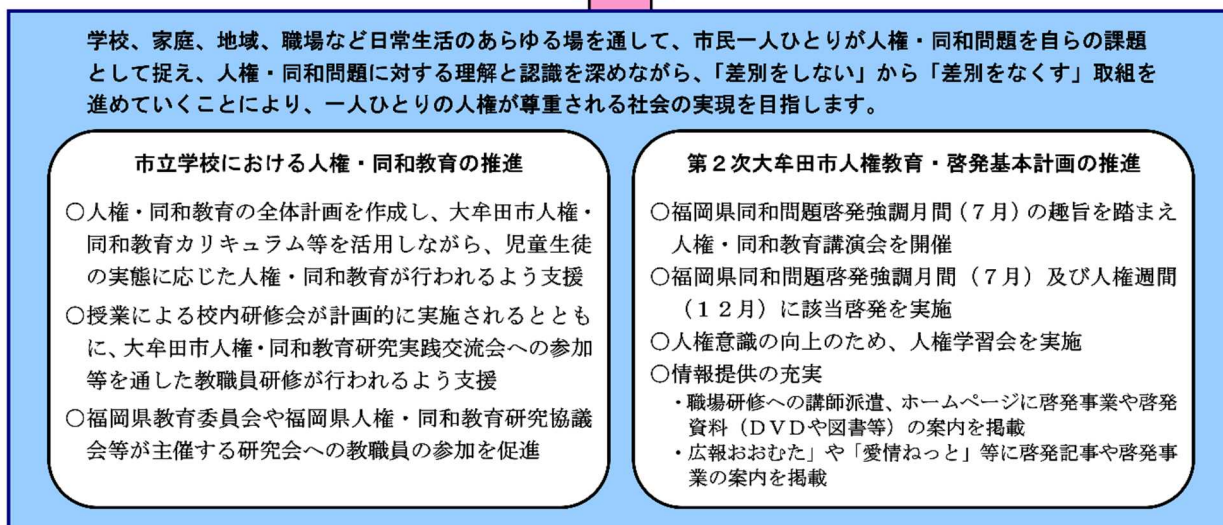 学校、家庭、地域、職場など日常生活のあらゆる場を通して、市民一人ひとりが人権・同和問題を自らの課題
として捉え、人権・同和問題に対する理解と認識を深めながら、「差別をしない」から「差別をなくす」取組を
進めていくことにより、一人ひとりの人権が尊重される社会の実現を目指します。
市立学校における人権・同和教育の推進
○人権・同和教育の全体計画を作成し、大牟田市人権・
同和教育カリキュラム等を活用しながら、児童生徒
の実態に応じた人権・同和教育が行われるよう支援
○授業による校内研修会が計画的に実施されるととも
に、大牟田市人権・同和教育研究実践交流会への参加
等を通した教職員研修が行われるよう支援
○福岡県教育委員会や福岡県人権・同和教育研究協議
会等が主催する研究会への教職員の参加を促進
第2次大牟田市人権教育・啓発基本計画の推進
○福岡県同和問題啓発強調月間（7月）の趣旨を踏まえ
人権・同和教育講演会を開催
○福岡県同和問題啓発強調月間（7月）及び人権週間
（12月）に該当啓発を実施
○人権意識の向上のため、人権学習会を実施
○情報提供の充実
・職場研修への講師派遣、ホームページに啓発事業や啓発
資料（DVDや図書等）の案内を掲載
・広報おおむた」や「愛情ねっと」等に啓発記事や啓発事
業の案内を掲載